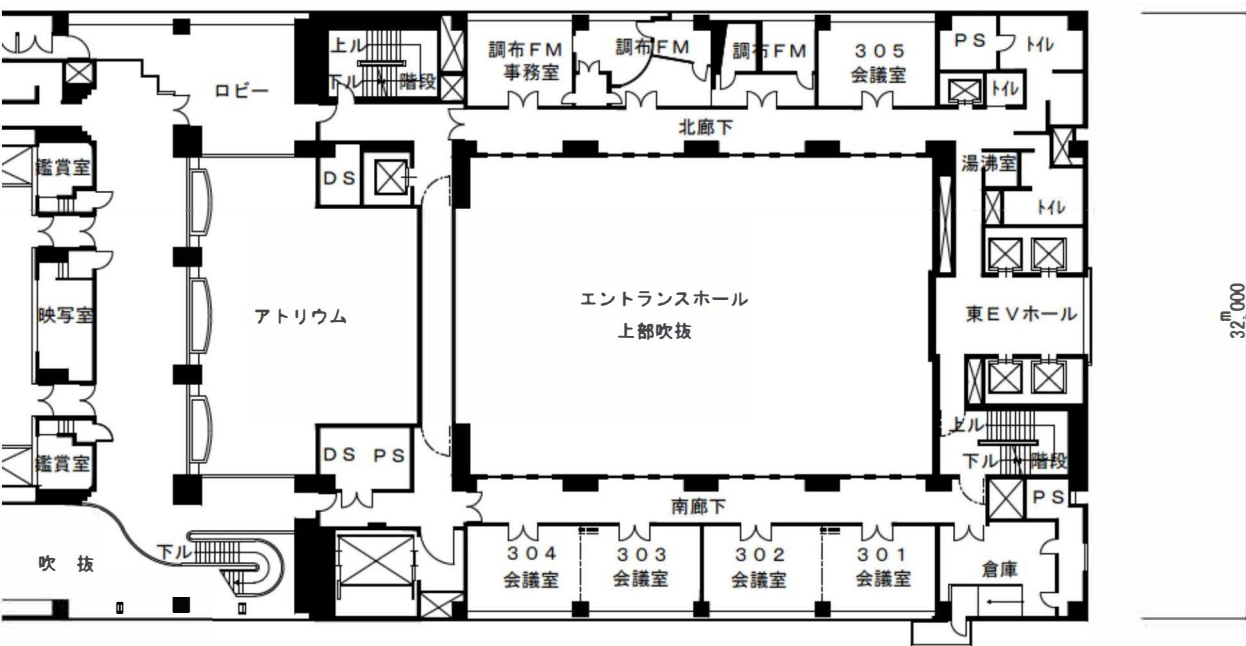 上ル
下ル
階段
調布FM
事務室
調布FM
調布FM
305
会議室
PS
トイレ
トイレ
ロビー
北廊下
鑑賞室
DS
湯沸室
トイレ
映写室
アトリウム
エントランスホール
上部吹抜
東EVホール
32,000
m
鑑賞室
DS PS
上ル
下ル
階段
PS
南廊下
吹 抜
下ル
304
会議室
303
会議室
302
会議室
301
会議室
倉庫